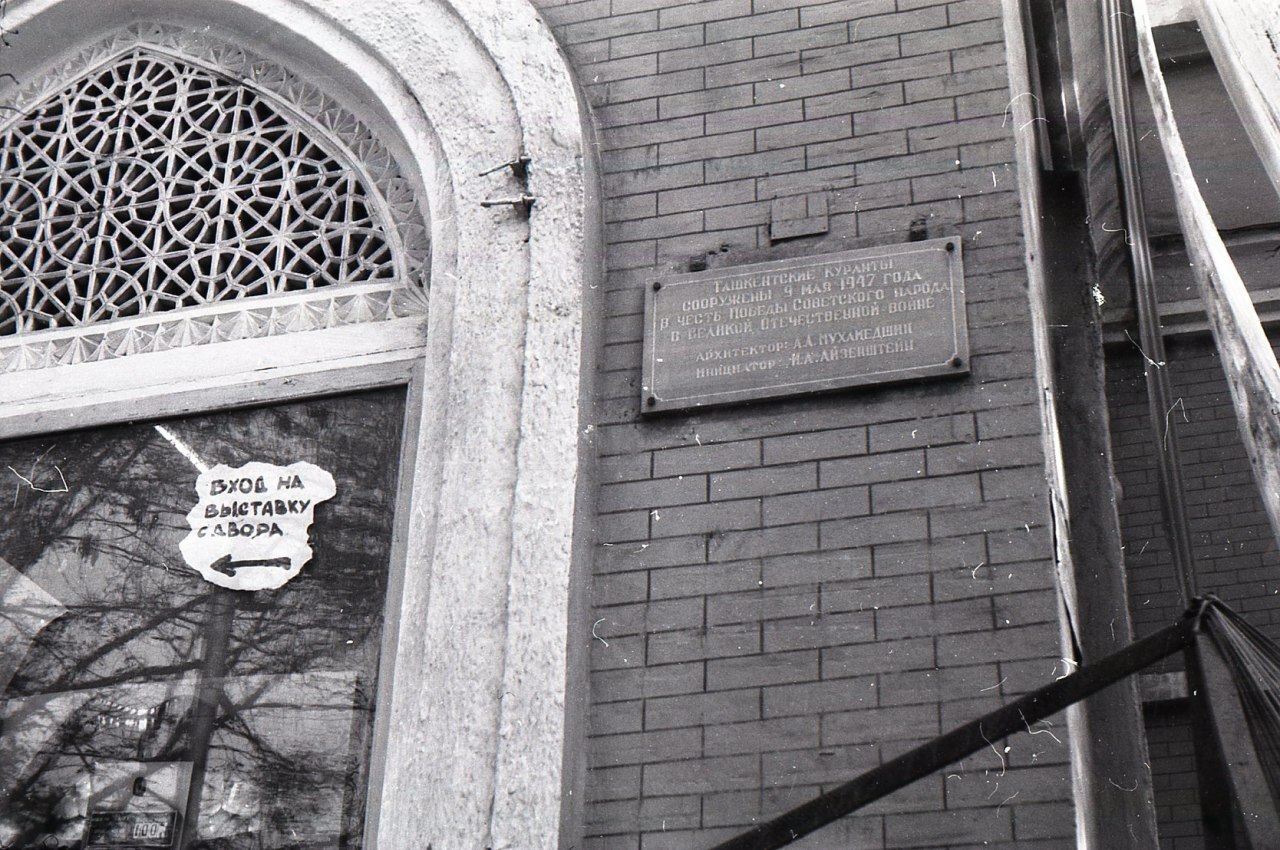 Ташкентские куранты
сооружены 9 мая 1947 года
в честь Победы Советского народа
в Великой Отечественной войне
Архитектор: А.А. Мухамедшин
Инициатор: И.А. Айзенштейн
ВХОД НА
ВЫСТАВКУ
С ДВОРА
100